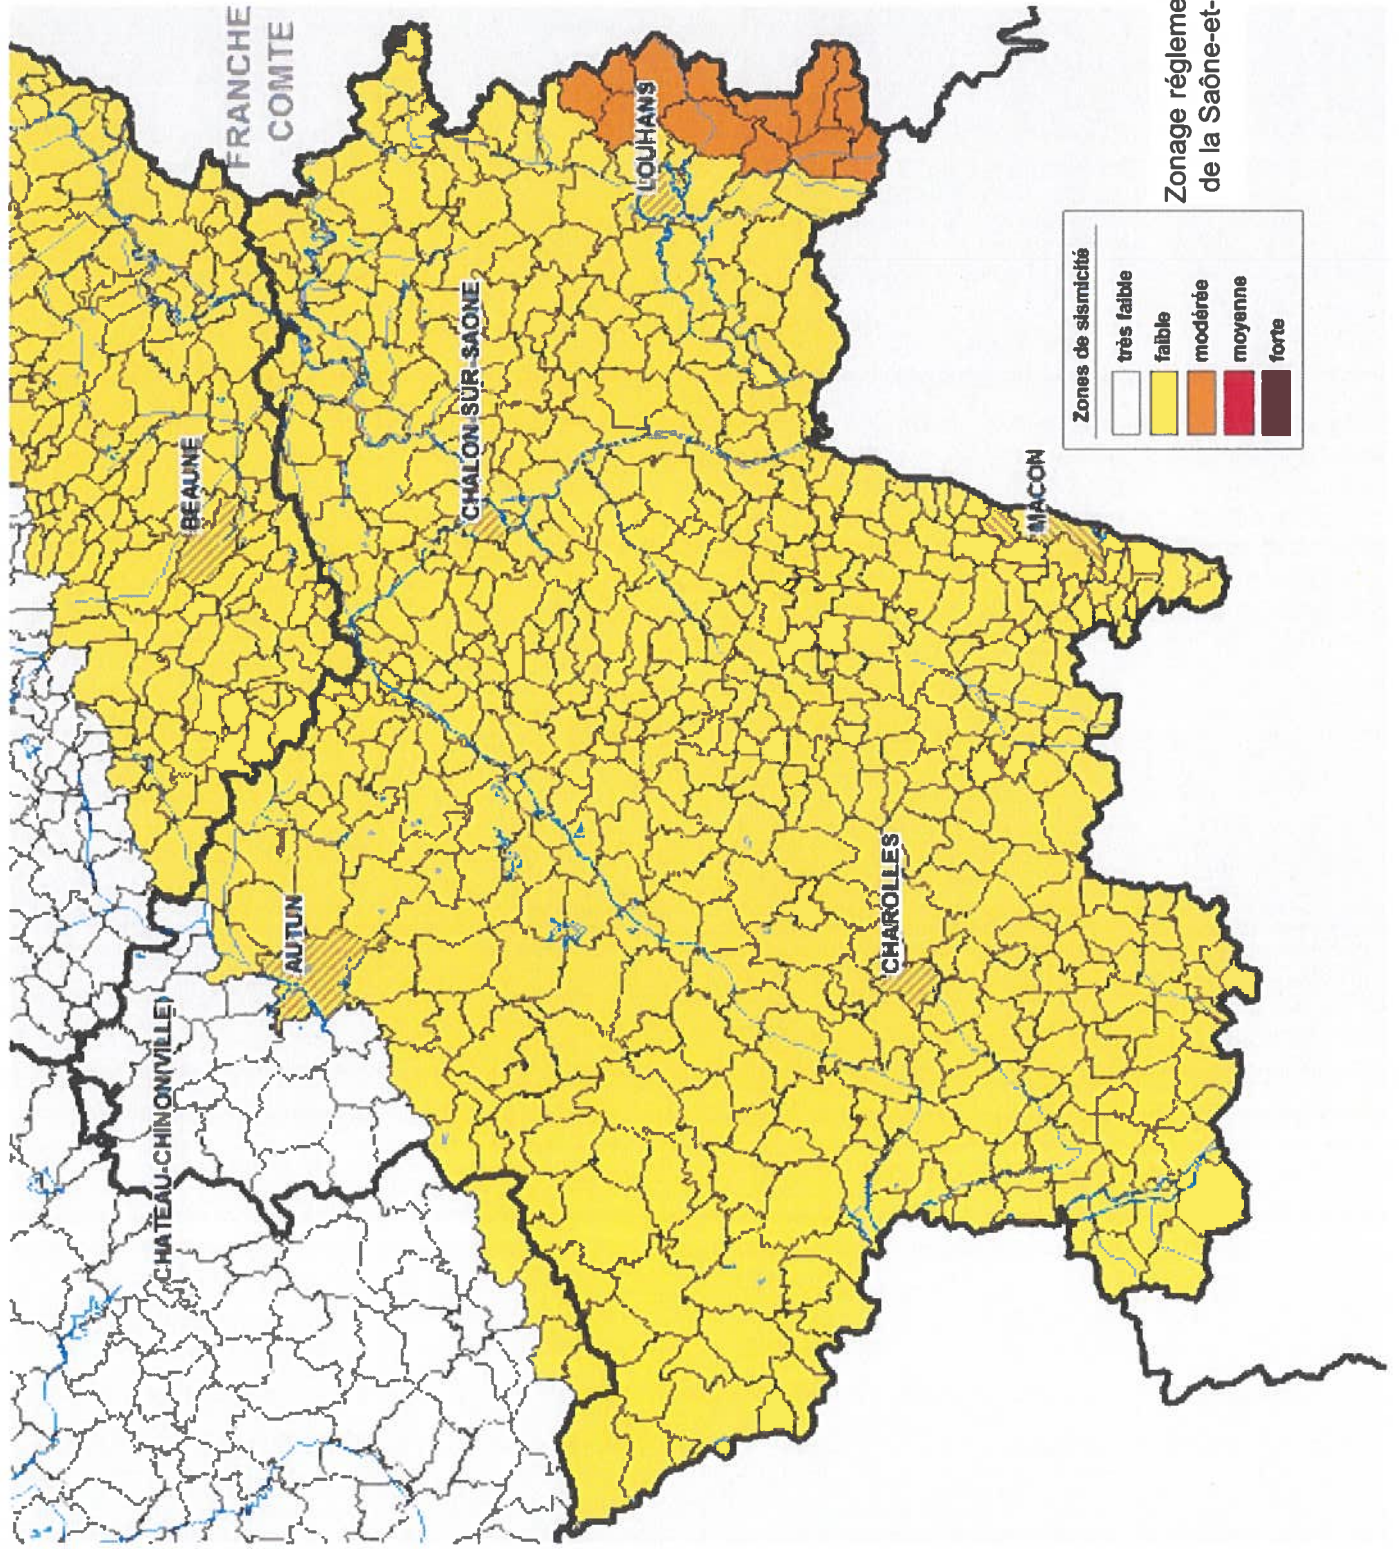 FRANCHE
COMTE
BEAUNE
CHATEAU-CHINON(VILLE)
AUTUN
CHALON-SUR-SAONE
LOUHANS
CHAROLLES
MACON
Zones de sismicité
très faible
faible
modérée
moyenne
forte
Zonage régleme
de la Saône-et-